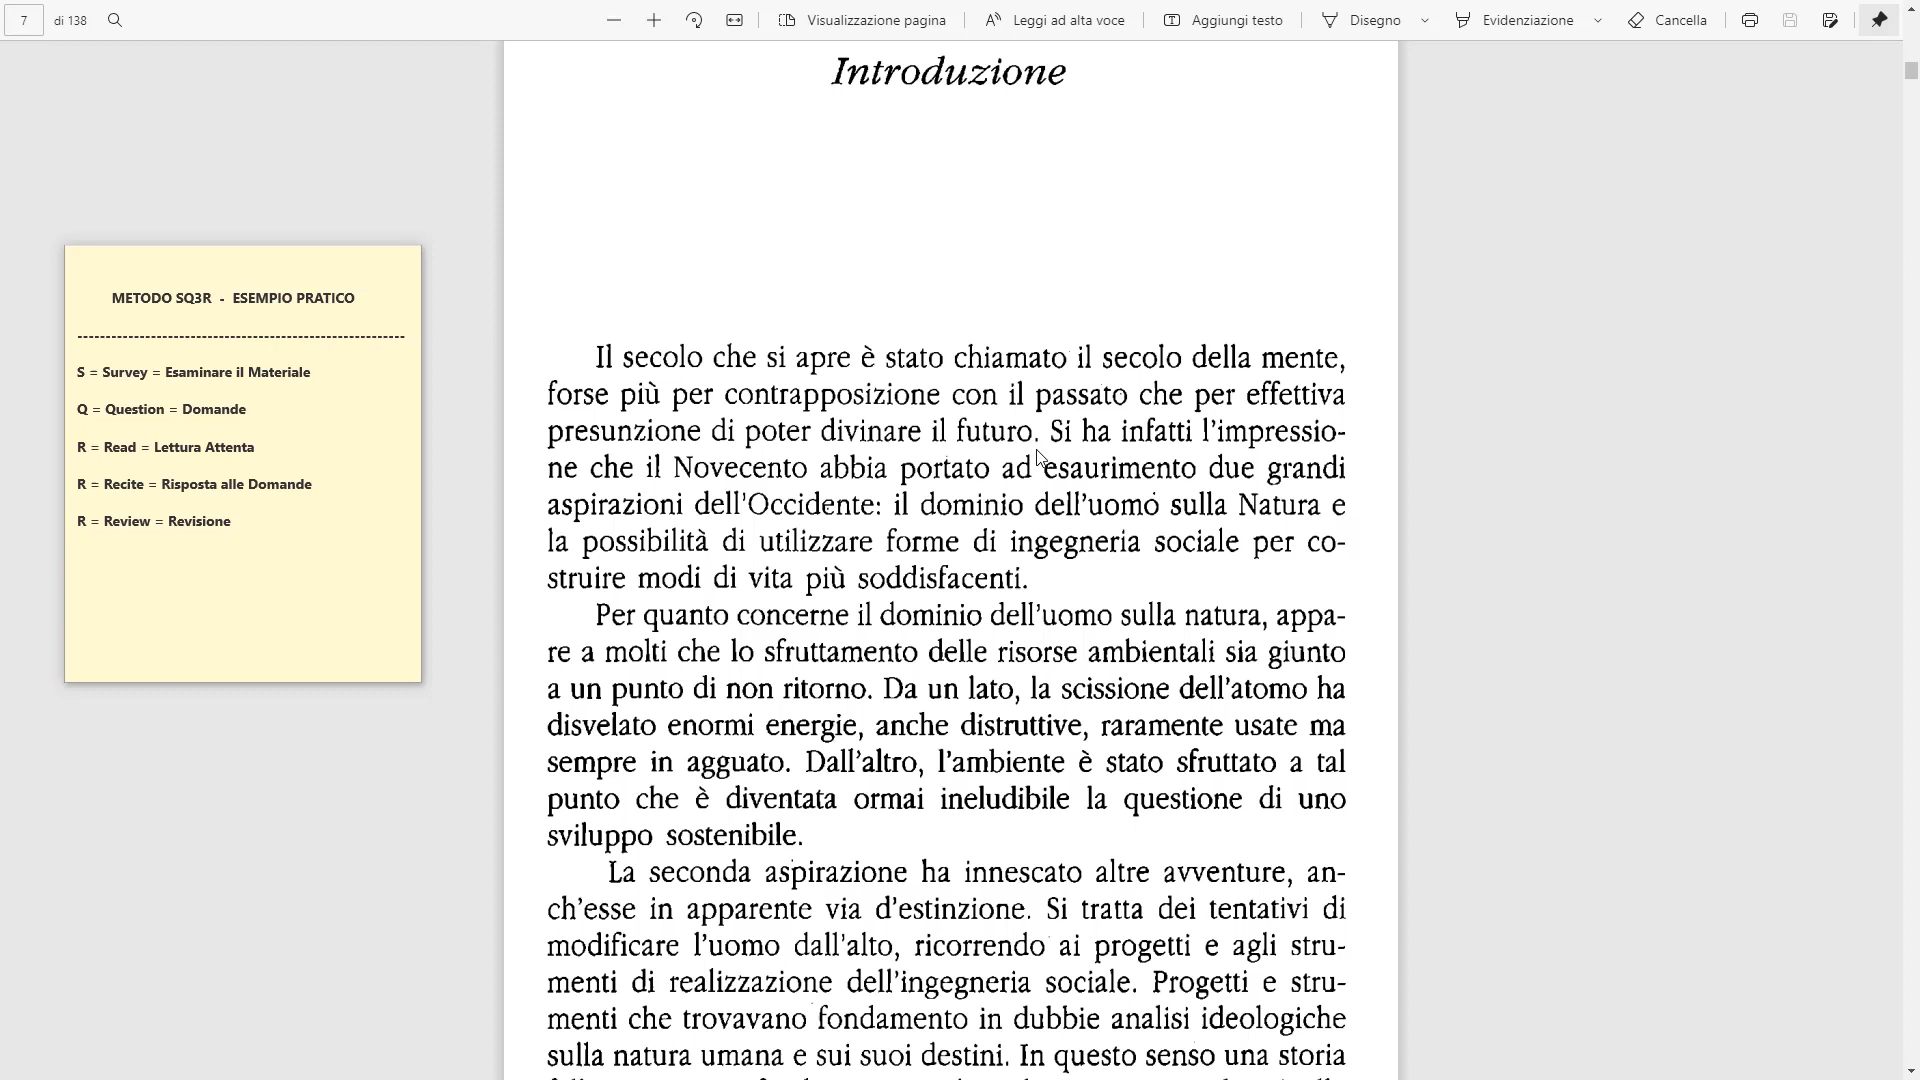 7 di 138 Visualizzazione pagina Leggi ad alta voce Aggiungi testo Disegno Evidenziazione Cancella
Introduzione
METODO SQ3R - ESEMPIO PRATICO
-----------------------------------------------------------
S = Survey = Esaminare il Materiale
Q = Question = Domande
R = Read = Lettura Attenta
R = Recite = Risposta alle Domande
R = Review = Revisione
Il secolo che si apre è stato chiamato il secolo della mente,
forse più per contrapposizione con il passato che per effettiva
presunzione di poter divinare il futuro. Si ha infatti l'impressio-
ne che il Novecento abbia portato ad esaurimento due grandi
aspirazioni dell'Occidente: il dominio dell'uomo sulla Natura e
la possibilità di utilizzare forme di ingegneria sociale per co-
struire modi di vita più soddisfacenti.
Per quanto concerne il dominio dell'uomo sulla natura, appa-
re a molti che lo sfruttamento delle risorse ambientali sia giunto
a un punto di non ritorno. Da un lato, la scissione dell'atomo ha
disvelato enormi energie, anche distruttive, raramente usate ma
sempre in agguato. Dall'altro, l'ambiente è stato sfruttato a tal
punto che è diventata ormai ineludibile la questione di uno
sviluppo sostenibile.
La seconda aspirazione ha innescato altre avventure, an-
ch'esse in apparente via d'estinzione. Si tratta dei tentativi di
modificare l'uomo dall'alto, ricorrendo ai progetti e agli stru-
menti di realizzazione dell'ingegneria sociale. Progetti e stru-
menti che trovavano fondamento in dubbie analisi ideologiche
sulla natura umana e sui suoi destini. In questo senso una storia